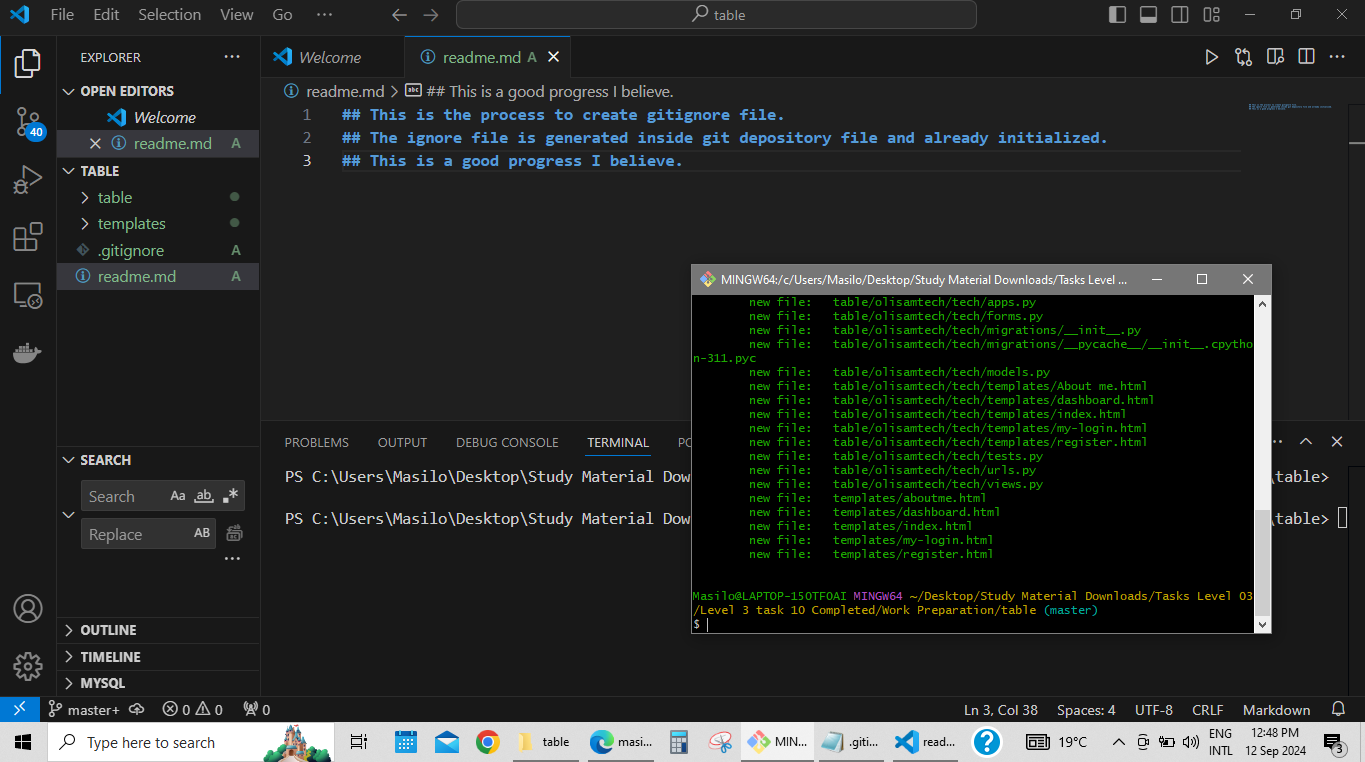 File Edit Selection View Go ··· table
EXPLORER ···
OPEN EDITORS
Welcome
readme.md A
TABLE
table
templates
.gitignore A
readme.md A
40
SEARCH
Search Aa ab .*
Replace AB
···
OUTLINE
TIMELINE
MYSQL
Welcome readme.md A
readme.md > abc ## This is a good progress I believe.
1 ## This is the process to create gitignore file.
2 ## The ignore file is generated inside git depository file and already initialized.
3 ## This is a good progress I believe.
PROBLEMS OUTPUT DEBUG CONSOLE TERMINAL PO
PS C:\Users\Masilo\Desktop\Study Material Dow \table>
PS C:\Users\Masilo\Desktop\Study Material Dow \table>
MINGW64:/c/Users/Masilo/Desktop/Study Material Downloads/Tasks Level ...
new file: table/olisamtech/tech/apps.py
new file: table/olisamtech/tech/forms.py
new file: table/olisamtech/tech/migrations/__init__.py
new file: table/olisamtech/tech/migrations/__pycache__/__init__.cpytho
n-311.pyc
new file: table/olisamtech/tech/models.py
new file: table/olisamtech/tech/templates/About me.html
new file: table/olisamtech/tech/templates/dashboard.html
new file: table/olisamtech/tech/templates/index.html
new file: table/olisamtech/tech/templates/my-login.html
new file: table/olisamtech/tech/templates/register.html
new file: table/olisamtech/tech/tests.py
new file: table/olisamtech/tech/urls.py
new file: table/olisamtech/tech/views.py
new file: templates/aboutme.html
new file: templates/dashboard.html
new file: templates/index.html
new file: templates/my-login.html
new file: templates/register.html
Masilo@LAPTOP-15OTFOAI MINGW64 ~/Desktop/Study Material Downloads/Tasks Level 03
/Level 3 task 10 Completed/Work Preparation/table (master)
$
master+ 0 0 0 Ln 3, Col 38 Spaces: 4 UTF-8 CRLF Markdown
Type here to search table masi... MIN... .giti... read... 19°C ENG 12:48 PM
INTL 12 Sep 2024 3